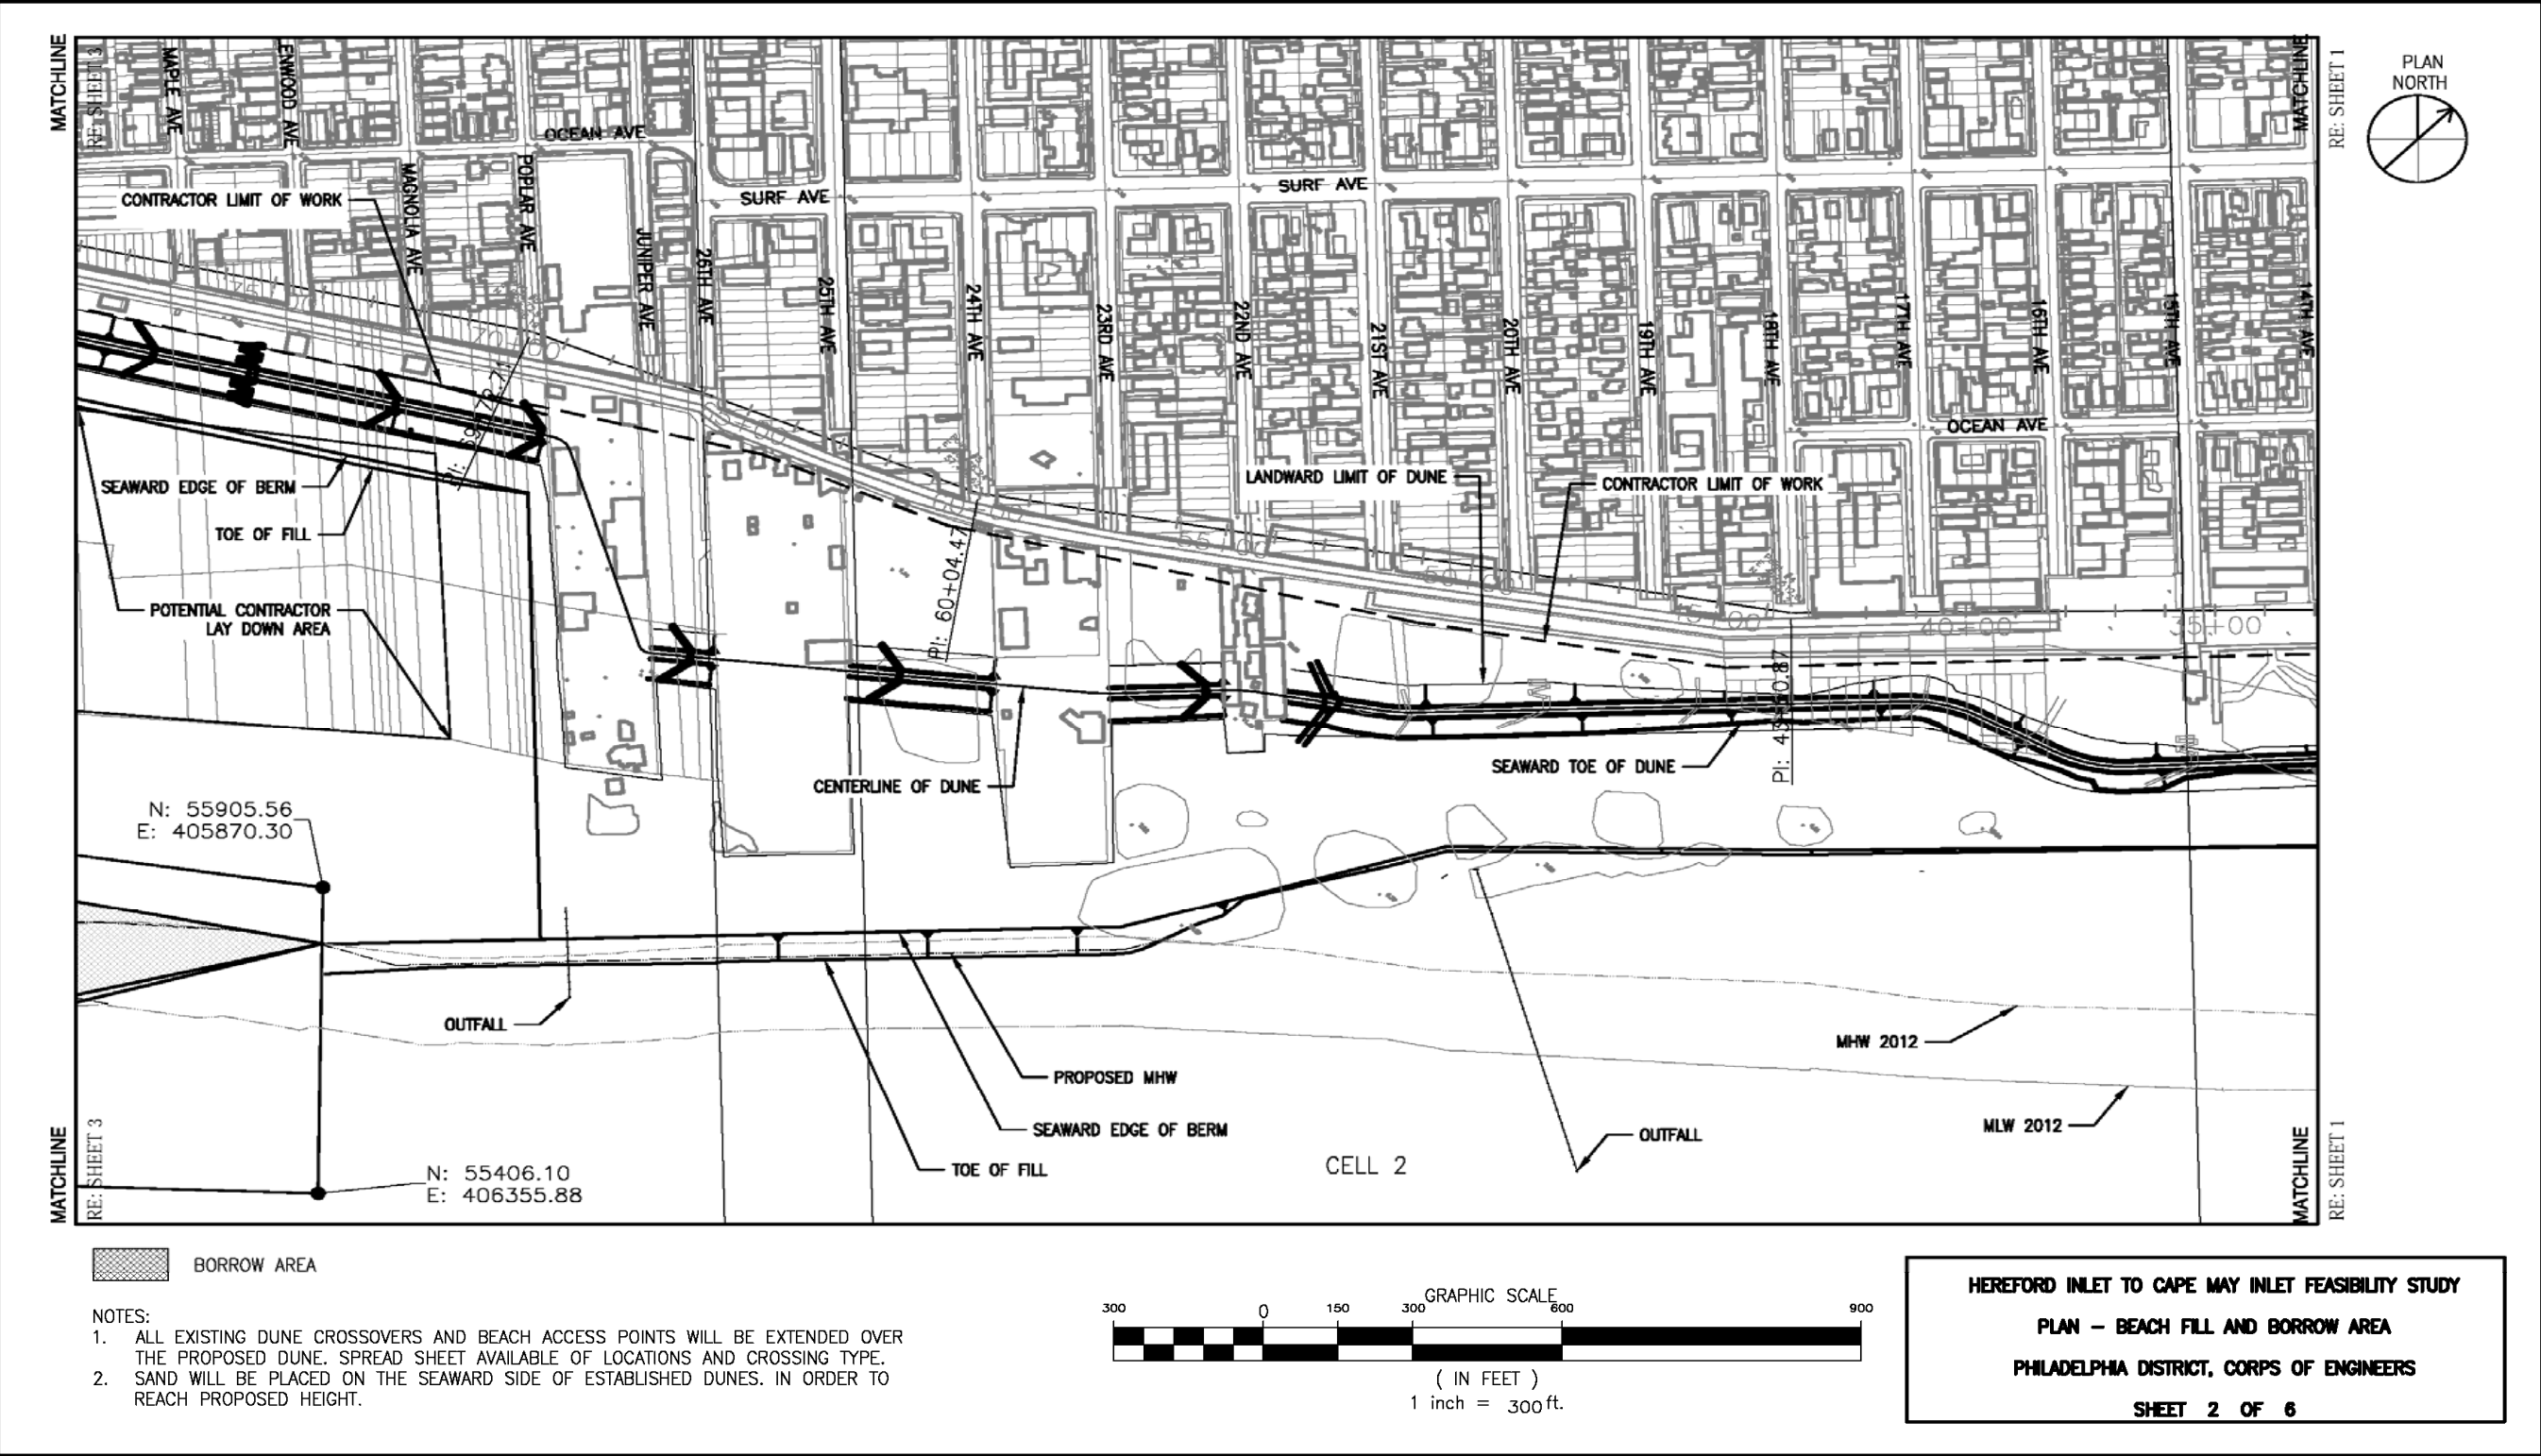 MATCHLINE
RE: SHEET 3
MAPLE AVE
ENWOOD AVE
MAGNOLIA AVE
POPLAR AVE
OCEAN AVE
JUNIPER AVE
26TH AVE
SURF AVE
25TH AVE
24TH AVE
23RD AVE
22ND AVE
SURF AVE
21ST AVE
20TH AVE
19TH AVE
18TH AVE
17TH AVE
16TH AVE
15TH AVE
14TH AVE
OCEAN AVE
MATCHLINE
RE: SHEET 1
PLAN
NORTH
CONTRACTOR LIMIT OF WORK
70+00
60+00
55+00
50+00
45+00
40+00
35+00
SEAWARD EDGE OF BERM
TOE OF FILL
POTENTIAL CONTRACTOR
LAY DOWN AREA
PI: 60+04.47
LANDWARD LIMIT OF DUNE
CONTRACTOR LIMIT OF WORK
CENTERLINE OF DUNE
SEAWARD TOE OF DUNE
N: 55905.56
E: 405870.30
OUTFALL
PROPOSED MHW
SEAWARD EDGE OF BERM
TOE OF FILL
MHW 2012
MLW 2012
OUTFALL
CELL 2
N: 55406.10
E: 406355.88
MATCHLINE
RE: SHEET 3
MATCHLINE
RE: SHEET 1
BORROW AREA
NOTES:
1. ALL EXISTING DUNE CROSSOVERS AND BEACH ACCESS POINTS WILL BE EXTENDED OVER
THE PROPOSED DUNE. SPREAD SHEET AVAILABLE OF LOCATIONS AND CROSSING TYPE.
2. SAND WILL BE PLACED ON THE SEAWARD SIDE OF ESTABLISHED DUNES. IN ORDER TO
REACH PROPOSED HEIGHT.
GRAPHIC SCALE
300 0 150 300 600 900
( IN FEET )
1 inch = 300 ft.
HEREFORD INLET TO CAPE MAY INLET FEASIBILITY STUDY
PLAN – BEACH FILL AND BORROW AREA
PHILADELPHIA DISTRICT, CORPS OF ENGINEERS
SHEET 2 OF 6